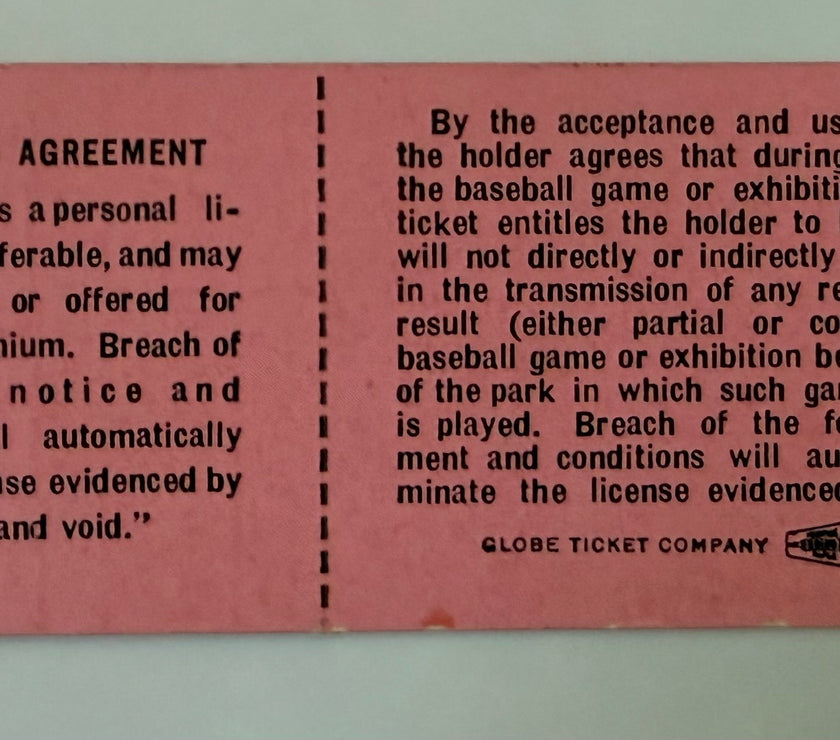 AGREEMENT
a personal li-
ferable, and may
or offered for
nium. Breach of
notice and
automatically
evidenced by
and void."
By the acceptance and us
the holder agrees that during
the baseball game or exhibiti
ticket entitles the holder to
will not directly or indirectly
in the transmission of any re
result (either partial or co
baseball game or exhibition be
of the park in which such ga
is played. Breach of the fo
ment and conditions will au
minate the license evidenced
GLOBE TICKET COMPANY